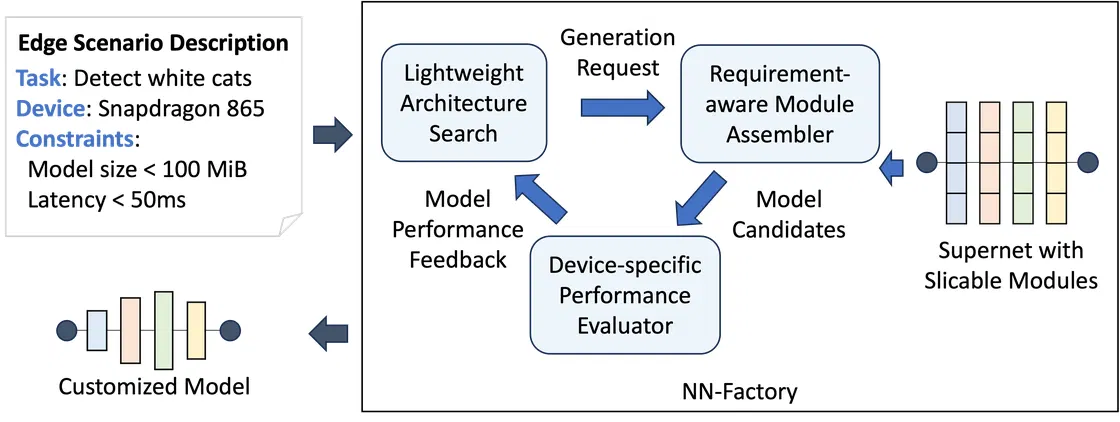 Edge Scenario Description
Task: Detect white cats
Device: Snapdragon 865
Constraints:
Model size < 100 MiB
Latency < 50ms
Lightweight
Architecture
Search
Generation
Request
Requirement-
aware Module
Assembler
Model
Performance
Feedback
Model
Candidates
Device-specific
Performance
Evaluator
Supernet with
Slicable Modules
Customized Model
NN-Factory